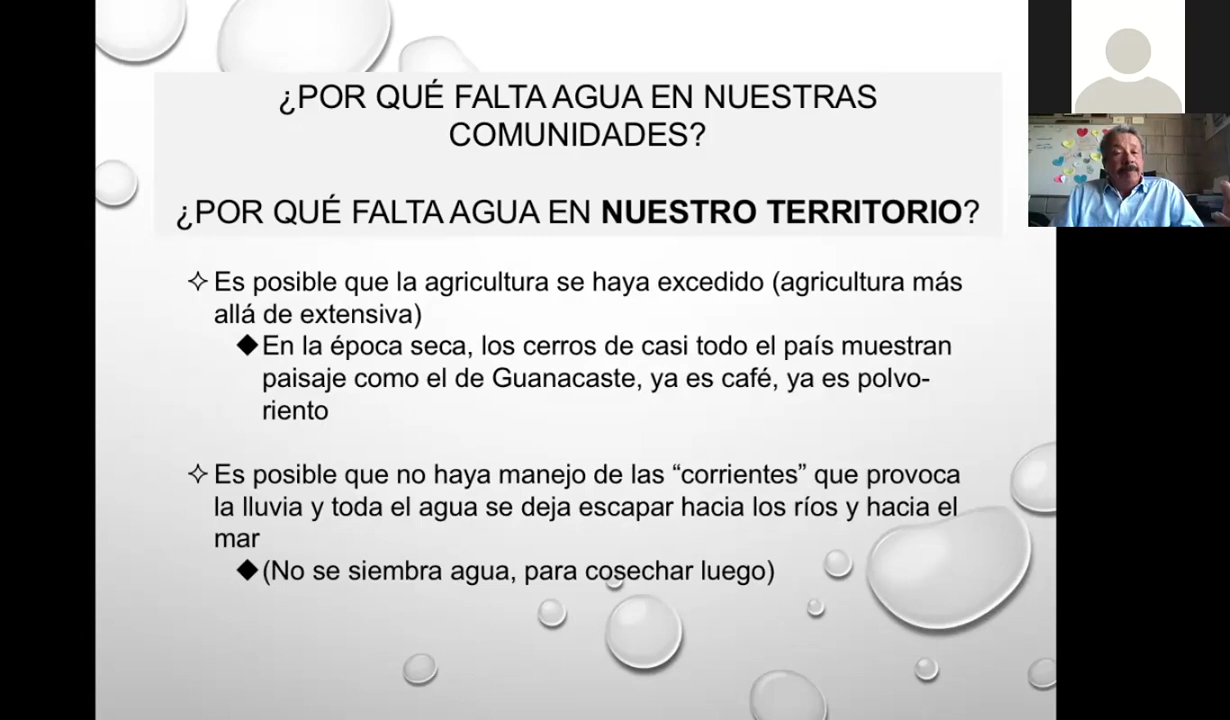 ¿POR QUÉ FALTA AGUA EN NUESTRAS
COMUNIDADES?
¿POR QUÉ FALTA AGUA EN NUESTRO TERRITORIO?
Es posible que la agricultura se haya excedido (agricultura más
allá de extensiva)
En la época seca, los cerros de casi todo el país muestran
paisaje como el de Guanacaste, ya es café, ya es polvo-
riento
Es posible que no haya manejo de las “corrientes” que provoca
la lluvia y toda el agua se deja escapar hacia los ríos y hacia el
mar
(No se siembra agua, para cosechar luego)